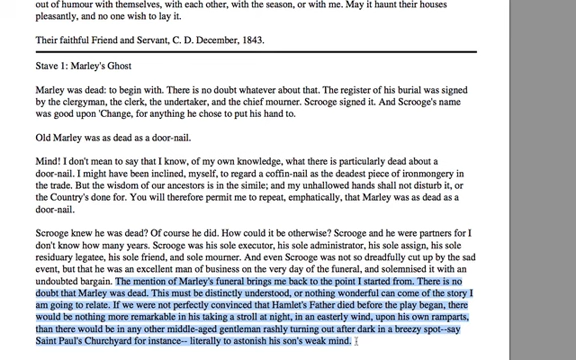 out of humour with themselves, with each other, with the season, or with me. May it haunt their houses
pleasantly, and no one wish to lay it.
Their faithful Friend and Servant, C. D. December, 1843.
Stave 1: Marley's Ghost
Marley was dead: to begin with. There is no doubt whatever about that. The register of his burial was signed
by the clergyman, the clerk, the undertaker, and the chief mourner. Scrooge signed it. And Scrooge's name
was good upon 'Change, for anything he chose to put his hand to.
Old Marley was as dead as a door-nail.
Mind! I don't mean to say that I know, of my own knowledge, what there is particularly dead about a
door-nail. I might have been inclined, myself, to regard a coffin-nail as the deadest piece of ironmongery in
the trade. But the wisdom of our ancestors is in the simile; and my unhallowed hands shall not disturb it, or
the Country's done for. You will therefore permit me to repeat, emphatically, that Marley was as dead as a
door-nail.
Scrooge knew he was dead? Of course he did. How could it be otherwise? Scrooge and he were partners for I
don't know how many years. Scrooge was his sole executor, his sole administrator, his sole assign, his sole
residuary legatee, his sole friend, and sole mourner. And even Scrooge was not so dreadfully cut up by the sad
event, but that he was an excellent man of business on the very day of the funeral, and solemnised it with an
undoubted bargain. The mention of Marley's funeral brings me back to the point I started from. There is no
doubt that Marley was dead. This must be distinctly understood, or nothing wonderful can come of the story I
am going to relate. If we were not perfectly convinced that Hamlet's Father died before the play began, there
would be nothing more remarkable in his taking a stroll at night, in an easterly wind, upon his own ramparts,
than there would be in any other middle-aged gentleman rashly turning out after dark in a breezy spot--say
Saint Paul's Churchyard for instance-- literally to astonish his son's weak mind.